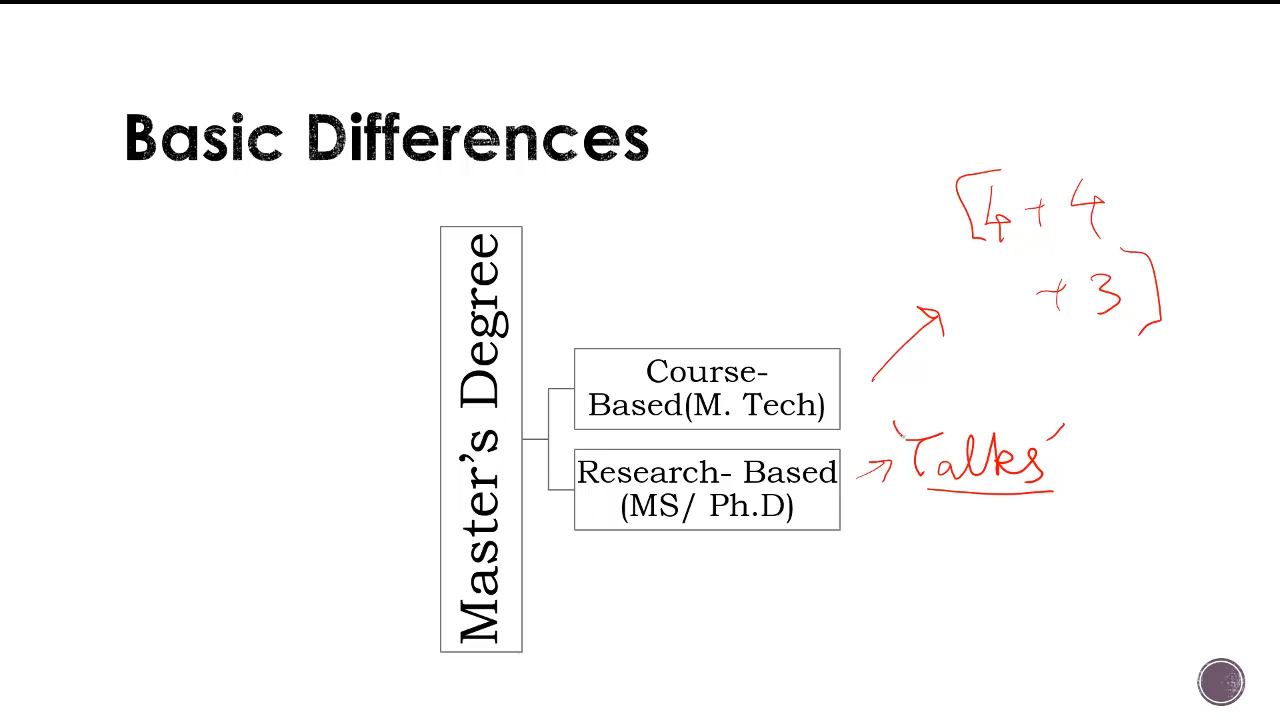 Basic Differences
[4 + 4
+ 3]
Master's Degree
Course-
Based(M. Tech)
Research- Based
(MS/ Ph.D)
'Talks'